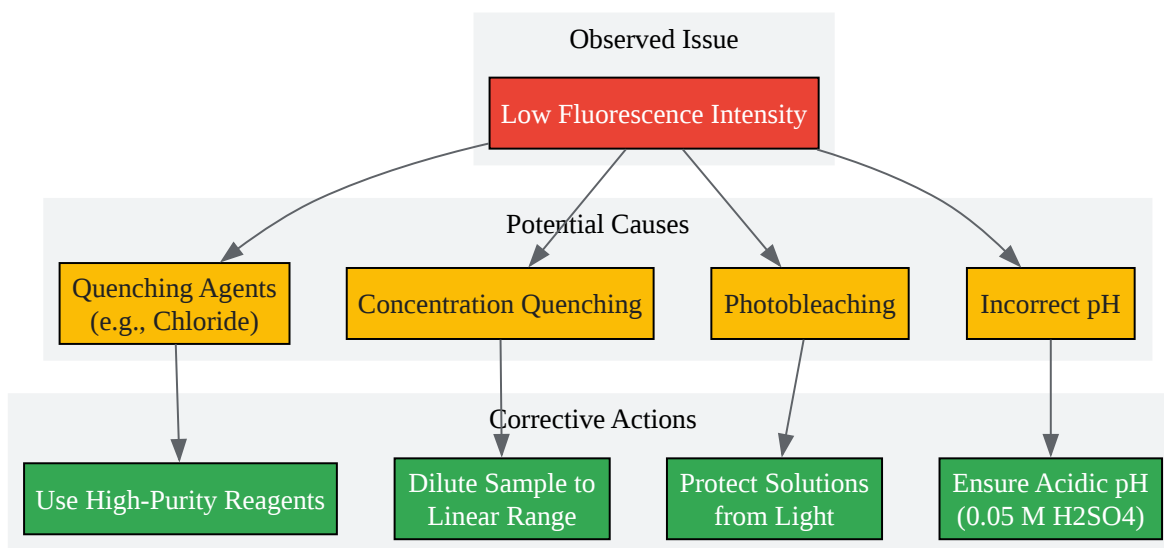 Observed Issue
Low Fluorescence Intensity
Potential Causes
Quenching Agents
(e.g., Chloride)
Concentration Quenching
Photobleaching
Incorrect pH
Corrective Actions
Use High-Purity Reagents
Dilute Sample to
Linear Range
Protect Solutions
from Light
Ensure Acidic pH
(0.05 M H2SO4)